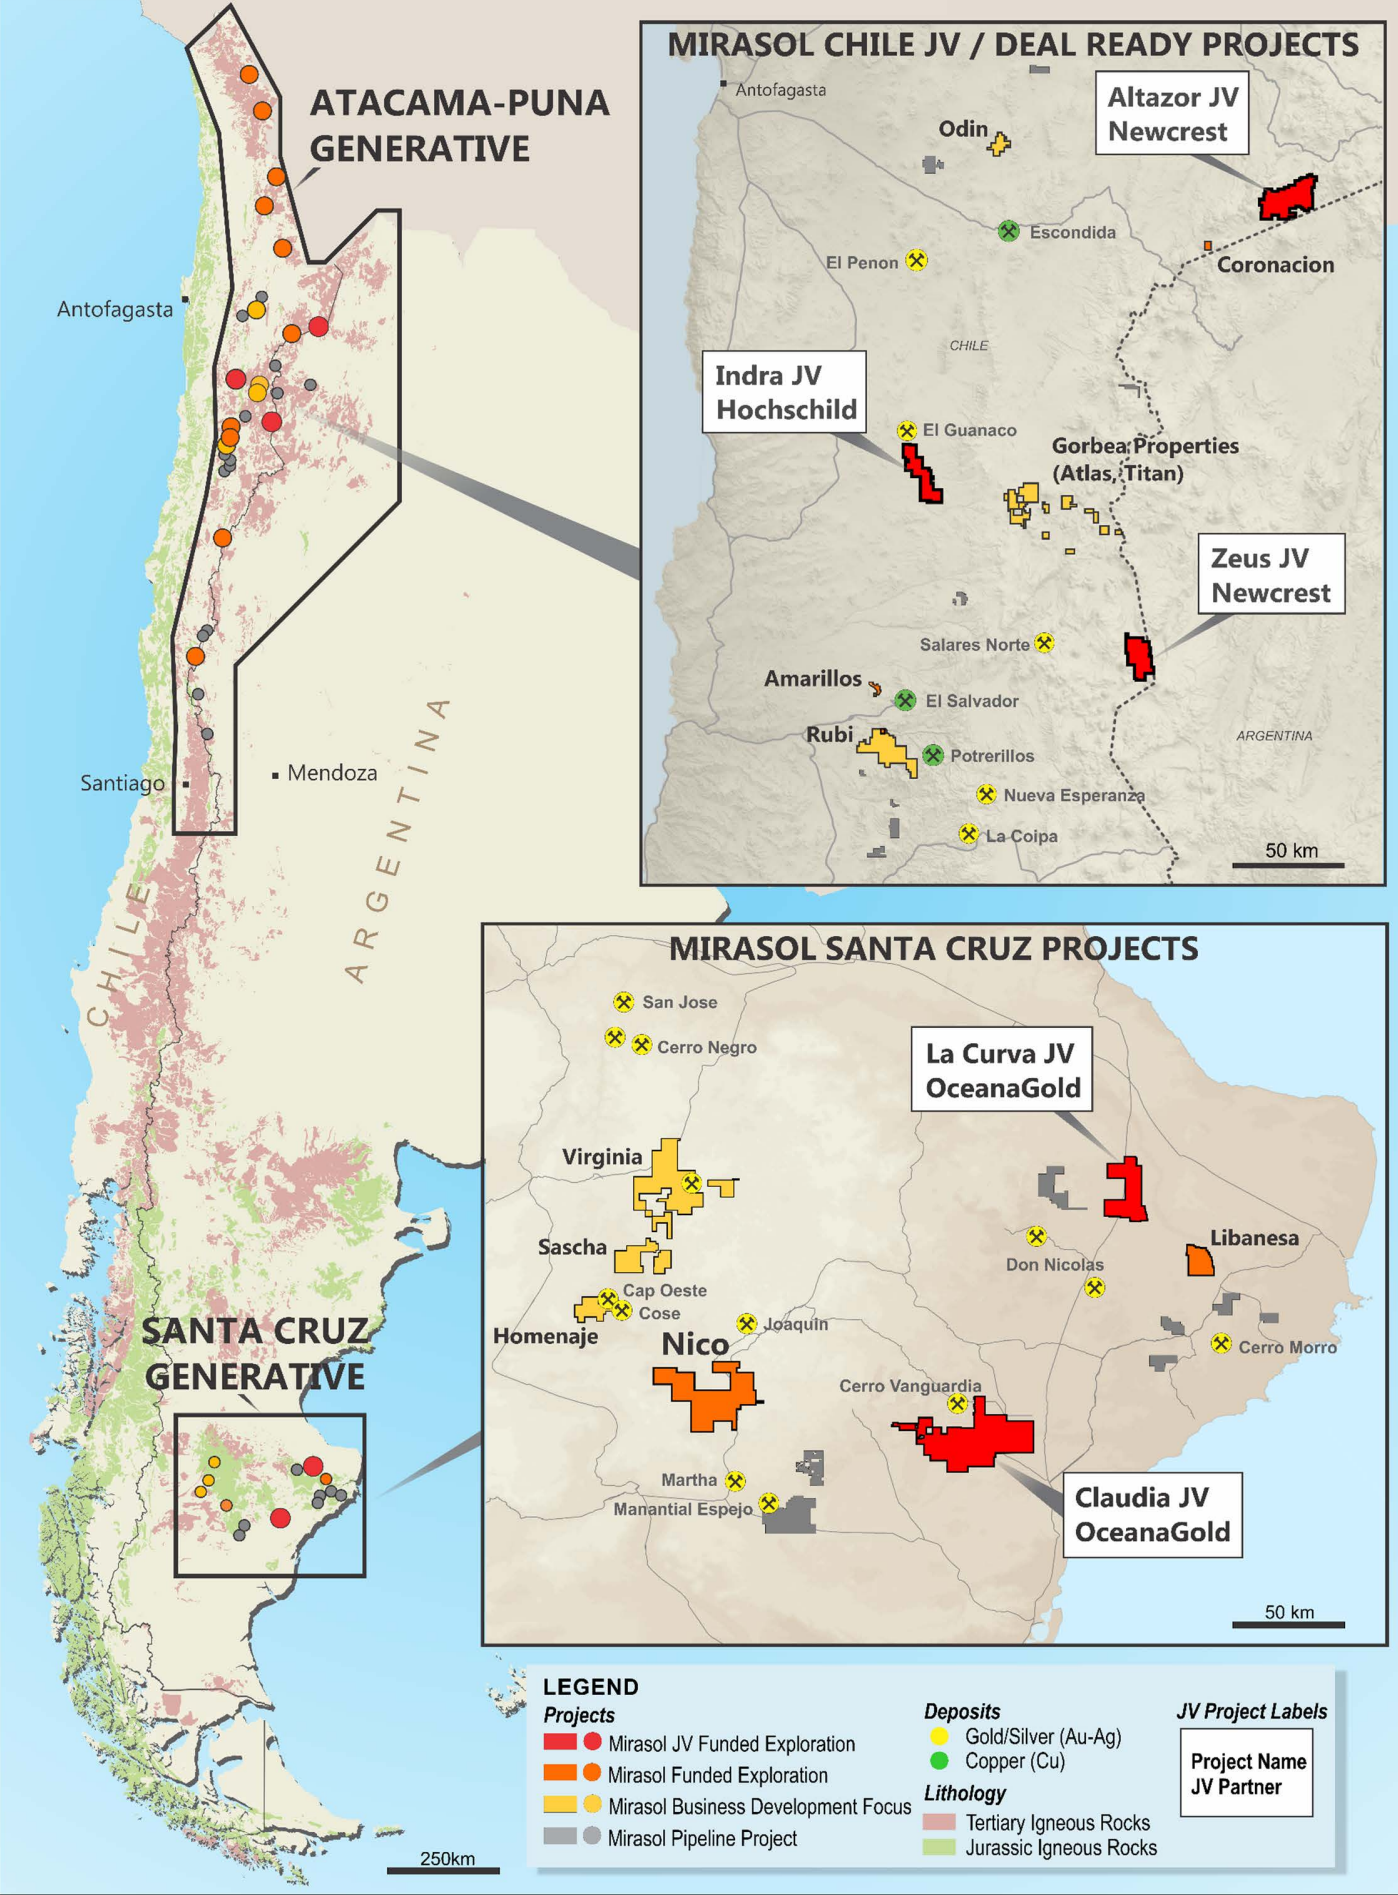 ATACAMA-PUNA
GENERATIVE
Antofagasta
Santiago
Mendoza
CHILE
ARGENTINA
SANTA CRUZ
GENERATIVE
250km
MIRASOL CHILE JV / DEAL READY PROJECTS
Antofagasta
Altazor JV
Newcrest
Odin
Escondida
El Penon
Coronacion
CHILE
Indra JV
Hochschild
El Guanaco
Gorbea Properties
(Atlas, Titan)
Zeus JV
Newcrest
Salares Norte
Amarillos
El Salvador
Rubi
Potrerillos
ARGENTINA
Nueva Esperanza
La Coipa
50 km
MIRASOL SANTA CRUZ PROJECTS
San Jose
Cerro Negro
La Curva JV
OceanaGold
Virginia
Sascha
Libanesa
Don Nicolas
Cap Oeste
Cose
Homenaje
Joaquin
Nico
Cerro Morro
Cerro Vanguardia
Martha
Manantial Espejo
Claudia JV
OceanaGold
50 km
LEGEND
Projects
Mirasol JV Funded Exploration
Mirasol Funded Exploration
Mirasol Business Development Focus
Mirasol Pipeline Project
Deposits
Gold/Silver (Au-Ag)
Copper (Cu)
Lithology
Tertiary Igneous Rocks
Jurassic Igneous Rocks
JV Project Labels
Project Name
JV Partner